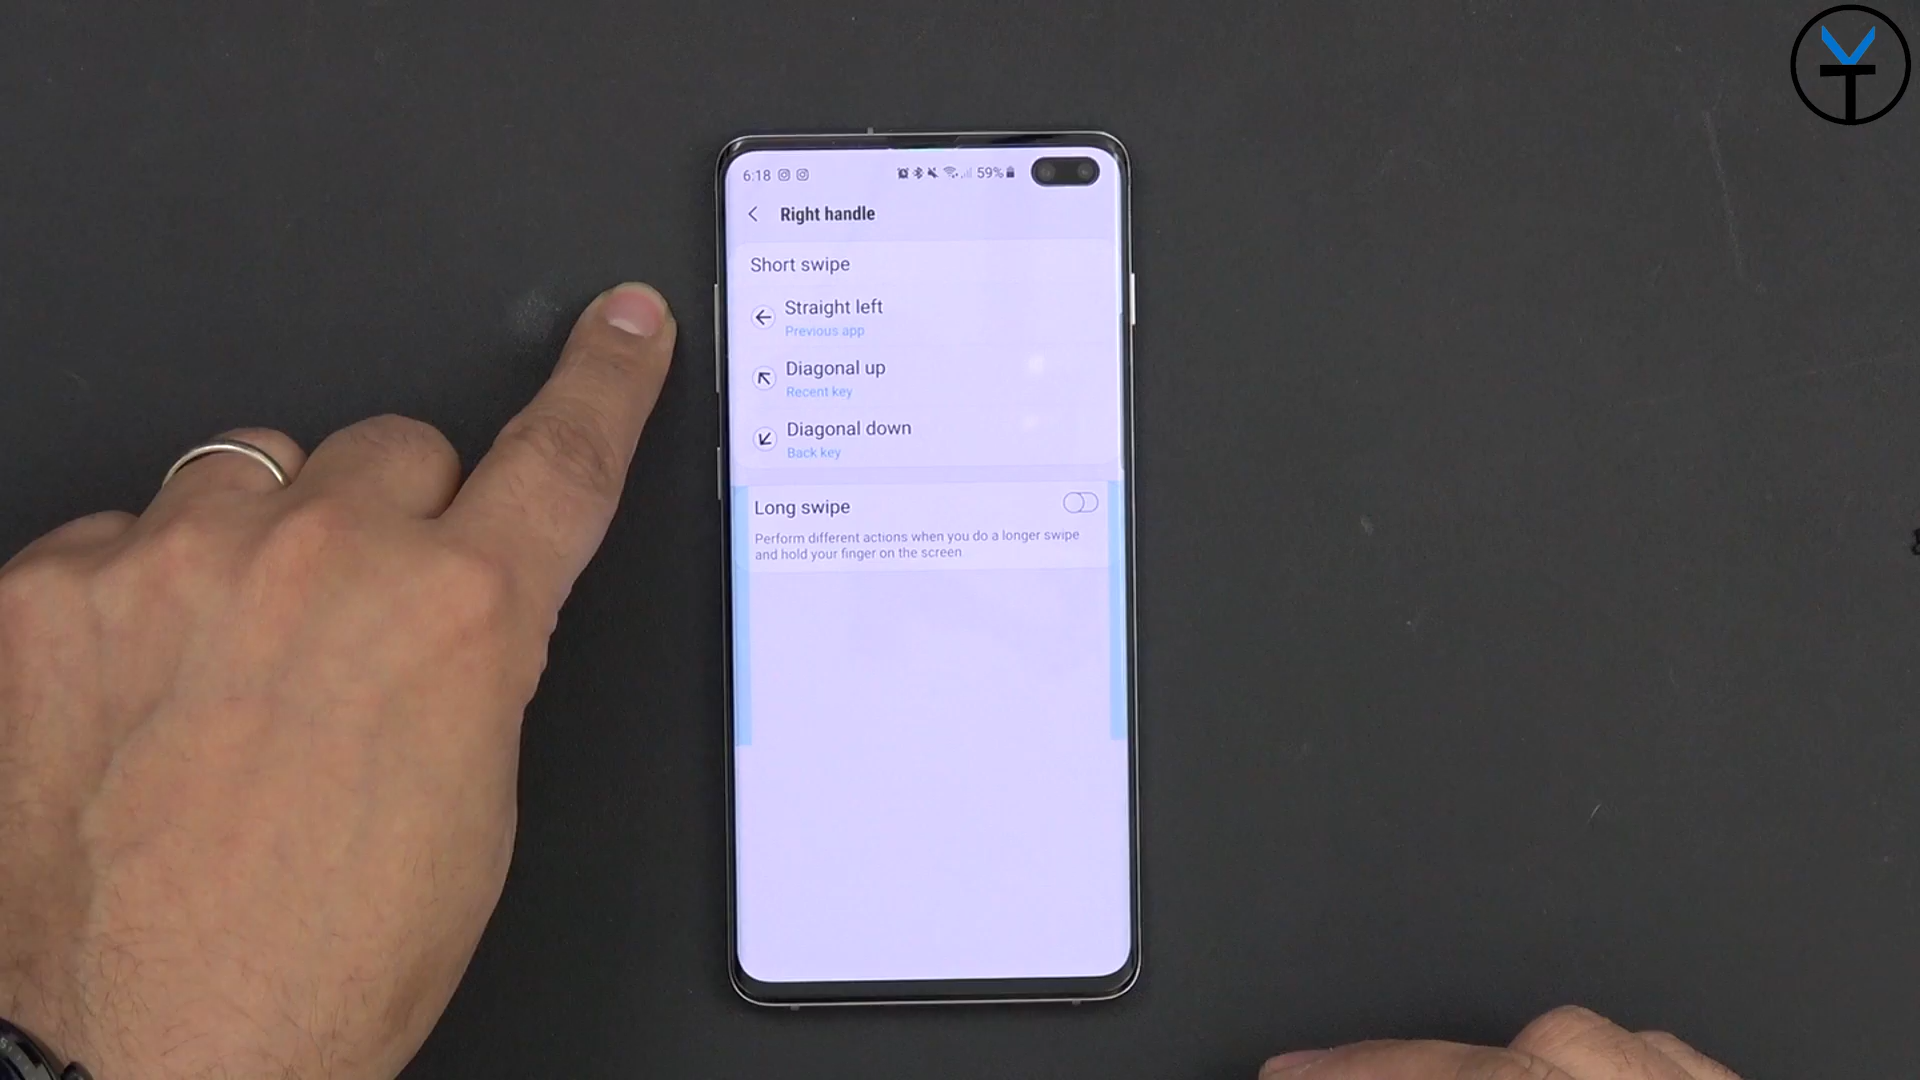 6:18 59%
Right handle
Short swipe
Straight left
Previous app
Diagonal up
Recent key
Diagonal down
Back key
Long swipe
Perform different actions when you do a longer swipe
and hold your finger on the screen